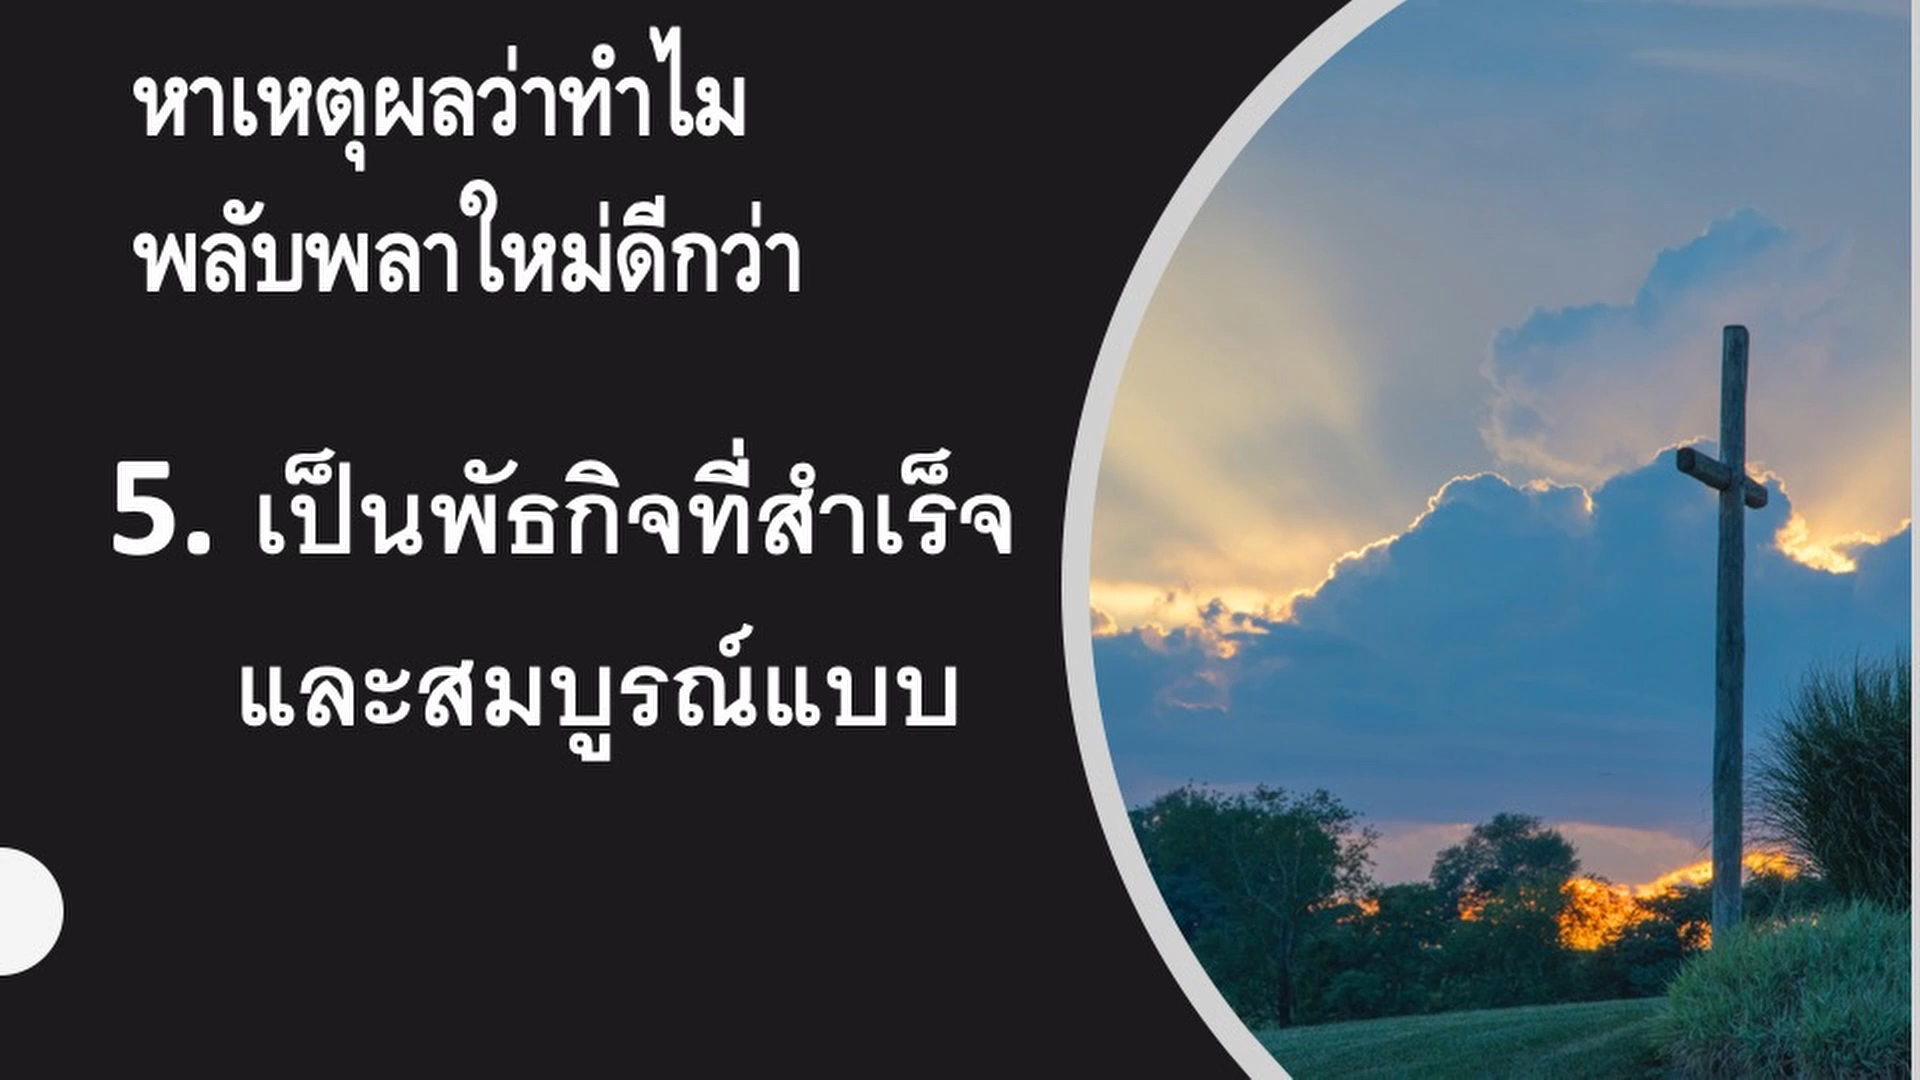 หาเหตุผลว่าทำไม
พลับพลาใหม่ดีกว่า
5. เป็นพัธกิจที่สำเร็จ
และสมบูรณ์แบบ